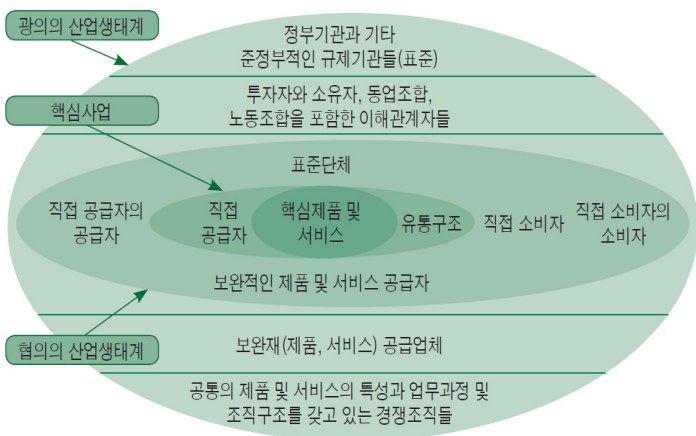 광의의 산업생태계
정부기관과 기타
준정부적인 규제기관들(표준)
핵심사업
투자자와 소유자, 동업조합,
노동조합을 포함한 이해관계자들
표준단체
직접 공급자의
공급자
직접
공급자
핵심제품 및
서비스
유통구조
직접 소비자
직접 소비자의
소비자
보완적인 제품 및 서비스 공급자
협의의 산업생태계
보완재(제품, 서비스) 공급업체
공통의 제품 및 서비스의 특성과 업무과정 및
조직구조를 갖고 있는 경쟁조직들